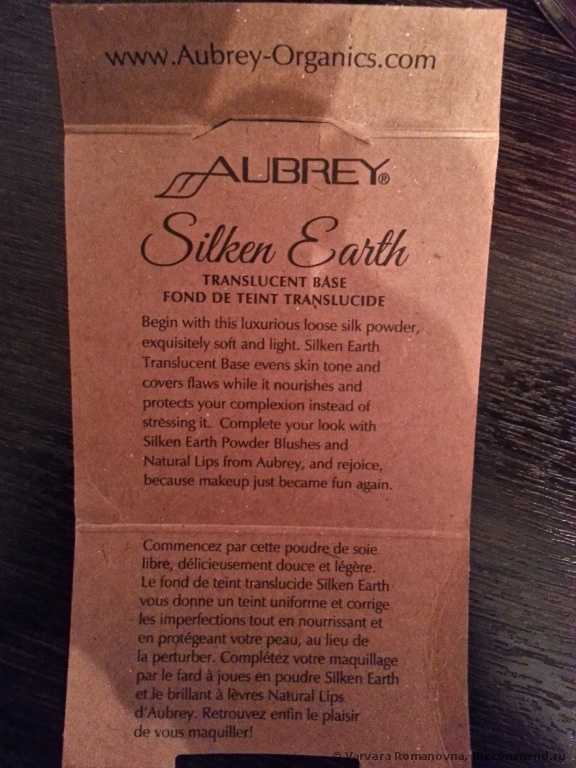 www.Aubrey-Organics.com
AUBREY®
Silken Earth
TRANSLUCENT BASE
FOND DE TEINT TRANSLUCIDE
Begin with this luxurious loose silk powder,
exquisitely soft and light. Silken Earth
Translucent Base evens skin tone and
covers flaws while it nourishes and
protects your complexion instead of
stressing it. Complete your look with
Silken Earth Powder Blushes and
Natural Lips from Aubrey, and rejoice,
because makeup just became fun again.
Commencez par cette poudre de soie
libre, délicieusement douce et légère.
Le fond de teint translucide Silken Earth
vous donne un teint uniforme et corrige
les imperfections tout en nourrissant et
en protégeant votre peau, au lieu de
la perturber. Complétez votre maquillage
par le fard à joues en poudre Silken Earth
et le brillant à lèvres Natural Lips
d'Aubrey. Retrouvez enfin le plaisir
de vous maquiller!
© Varvara Romanovna, irecommend.ru